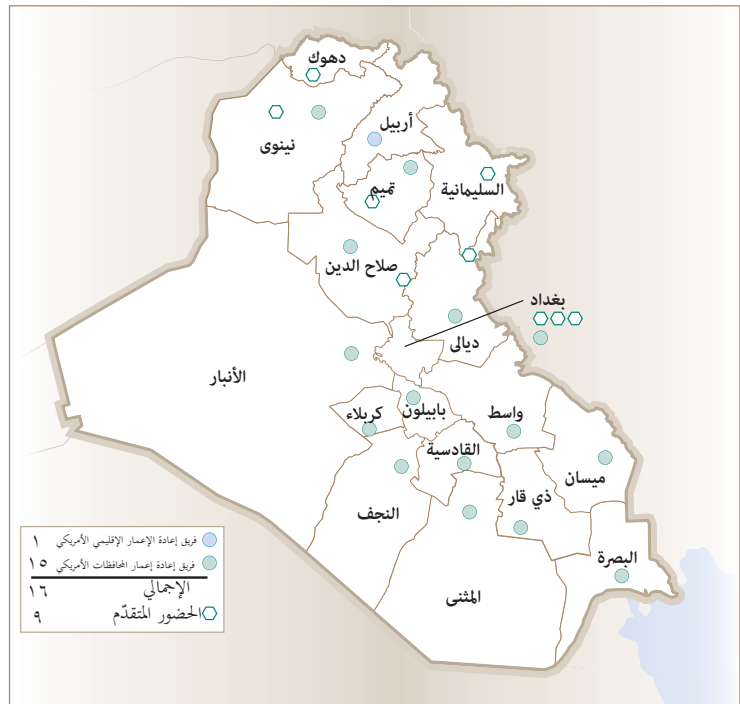 دهوك
أربيل
نينوى
تميم
السليمانية
صلاح الدين
بغداد
ديالى
الأنبار
بابيلون
كربلاء
واسط
القادسية
ميسان
ذي قار
النجف
البصرة
المثنى
فريق إعادة الإعمار الإقليمي الأمريكي ١
فريق إعادة إعمار المحافظات الأمريكي ١٥
الإجمالي ١٦
الحضور المتقدّم ٩